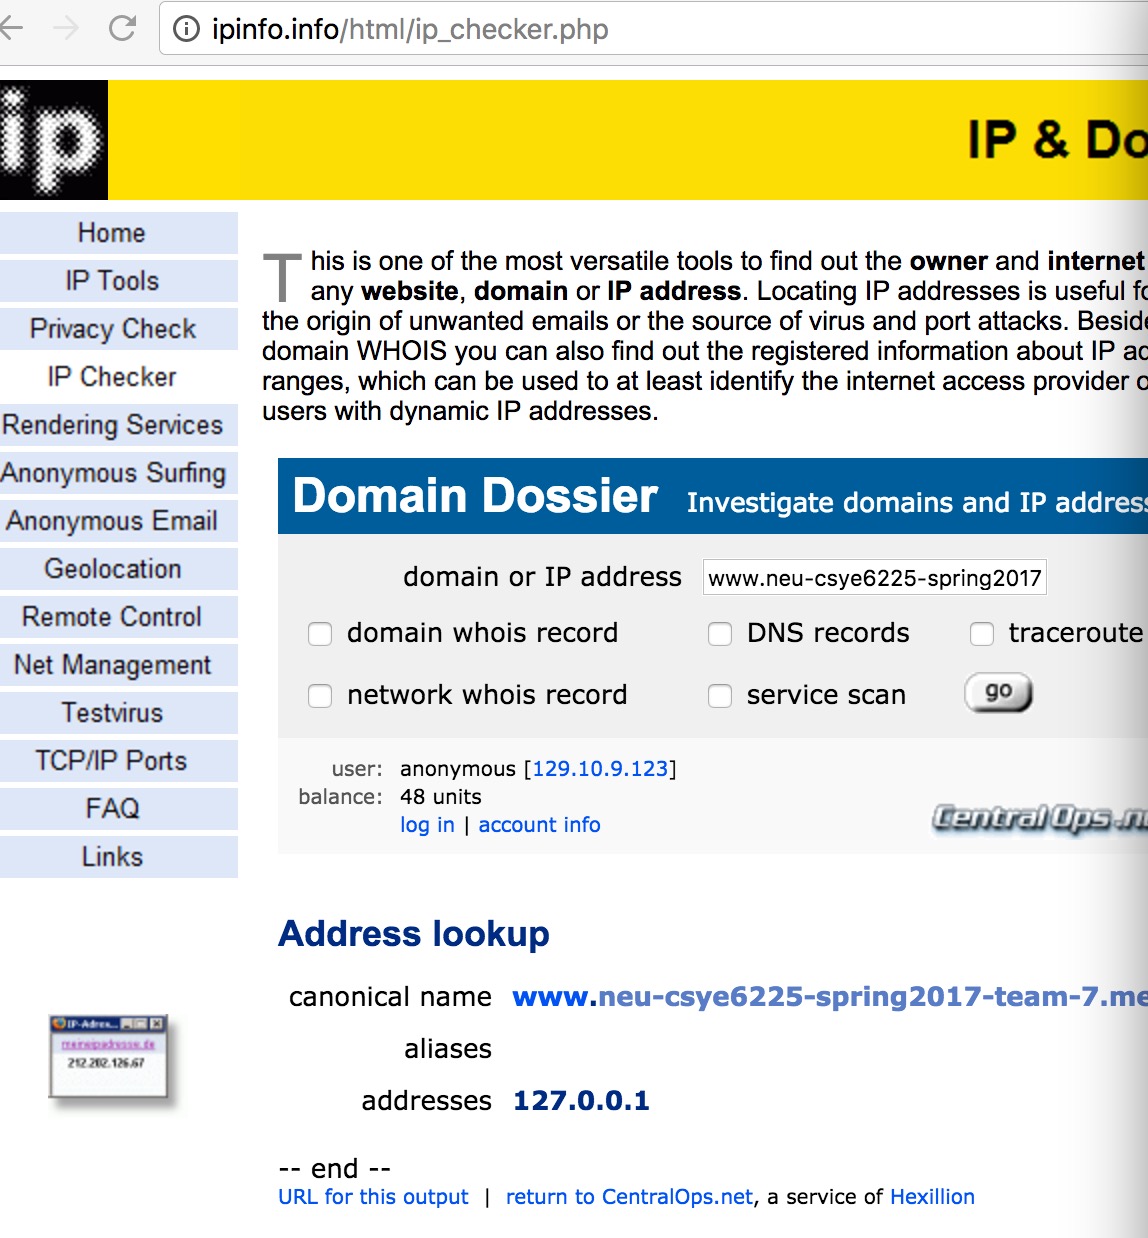 ipinfo.info/html/ip_checker.php
ip
IP & Do
Home
IP Tools
Privacy Check
IP Checker
Rendering Services
Anonymous Surfing
Anonymous Email
Geolocation
Remote Control
Net Management
Testvirus
TCP/IP Ports
FAQ
Links
This is one of the most versatile tools to find out the owner and internet
any website, domain or IP address. Locating IP addresses is useful fo
the origin of unwanted emails or the source of virus and port attacks. Beside
domain WHOIS you can also find out the registered information about IP ad
ranges, which can be used to at least identify the internet access provider o
users with dynamic IP addresses.
Domain Dossier Investigate domains and IP address
domain or IP address www.neu-csye6225-spring2017
domain whois record DNS records traceroute
network whois record service scan go
user: anonymous [129.10.9.123]
balance: 48 units
log in | account info
CentralOps.n
Address lookup
canonical name www.neu-csye6225-spring2017-team-7.me
aliases
addresses 127.0.0.1
IP-Adres...
meineipadresse.de
212.202.126.67
-- end --
URL for this output | return to CentralOps.net, a service of Hexillion